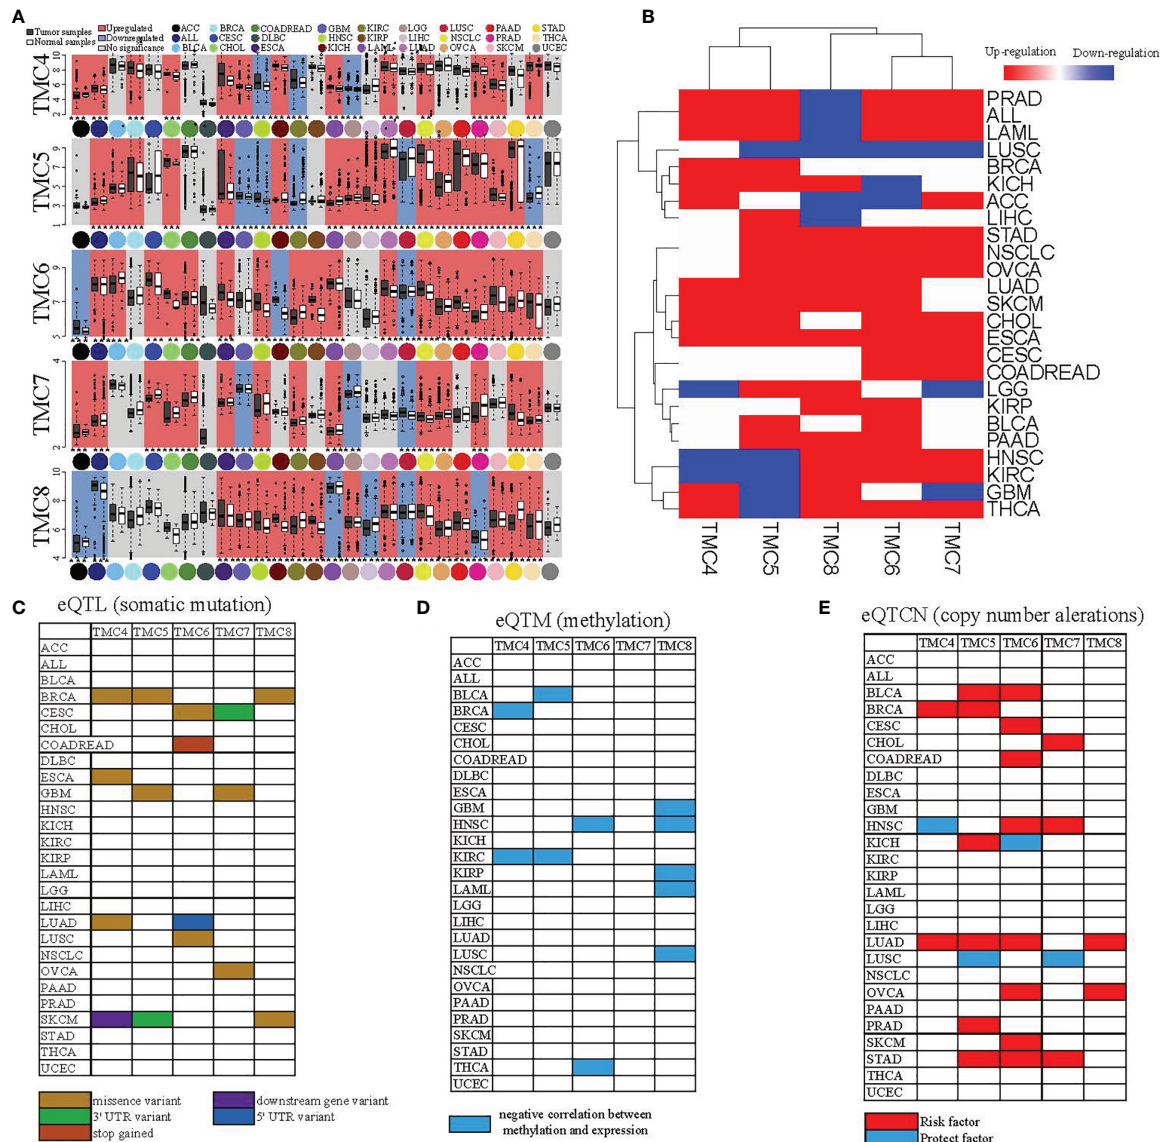 A
Tumor samples
Normal samples
Upregulated
Downregulated
No significance
ACC BRCA COADREAD GBM KIRC LGG LUSC PAAD STAD
ALL CESC DLBC HNSC KIRP LIHC NSCLC PRAD THCA
BLCA CHOL ESCA KICH LAML LUAD OVCA SKCM UCEC
TMC4
TMC5
TMC6
TMC7
TMC8
B
Up-regulation
Down-regulation
PRAD
ALL
LAML
LUSC
BRCA
KICH
ACC
LIHC
STAD
NSCLC
OVCA
LUAD
SKCM
CHOL
ESCA
CESC
COADREAD
LGG
KIRP
BLCA
PAAD
HNSC
KIRC
GBM
THCA
TMC4
TMC5
TMC8
TMC6
TMC7
C
eQTL (somatic mutation)
TMC4 TMC5 TMC6 TMC7 TMC8
ACC
ALL
BLCA
BRCA
CESC
CHOL
COADREAD
DLBC
ESCA
GBM
HNSC
KICH
KIRC
KIRP
LAML
LGG
LIHC
LUAD
LUSC
NSCLC
OVCA
PAAD
PRAD
SKCM
STAD
THCA
UCEC
missence variant
3' UTR variant
stop gained
downstream gene variant
5' UTR variant
D
eQTM (methylation)
TMC4 TMC5 TMC6 TMC7 TMC8
ACC
ALL
BLCA
BRCA
CESC
CHOL
COADREAD
DLBC
ESCA
GBM
HNSC
KICH
KIRC
KIRP
LAML
LGG
LIHC
LUAD
LUSC
NSCLC
OVCA
PAAD
PRAD
SKCM
STAD
THCA
UCEC
negative correlation between
methylation and expression
E
eQTCN (copy number alerations)
TMC4 TMC5 TMC6 TMC7 TMC8
ACC
ALL
BLCA
BRCA
CESC
CHOL
COADREAD
DLBC
ESCA
GBM
HNSC
KICH
KIRC
KIRP
LAML
LGG
LIHC
LUAD
LUSC
NSCLC
OVCA
PAAD
PRAD
SKCM
STAD
THCA
UCEC
Risk factor
Protect factor